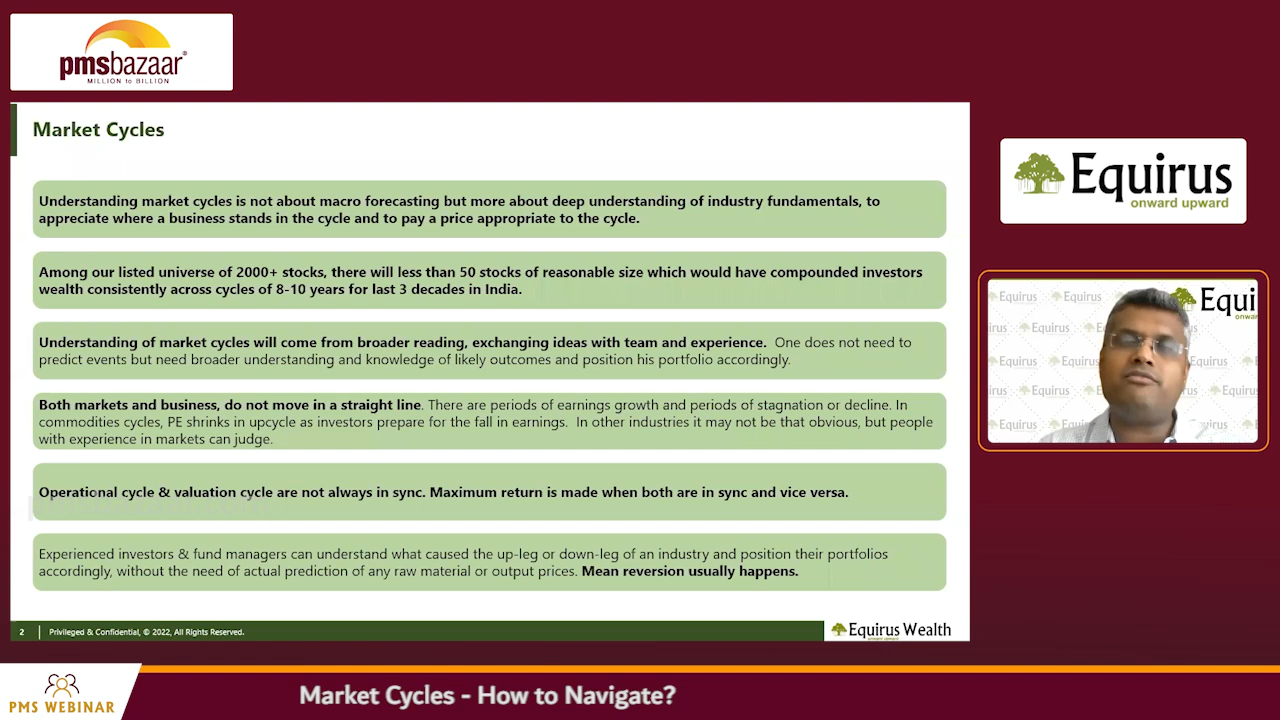 pmsbazaar®
MILLION to BILLION
Market Cycles
Understanding market cycles is not about macro forecasting but more about deep understanding of industry fundamentals, to
appreciate where a business stands in the cycle and to pay a price appropriate to the cycle.
Among our listed universe of 2000+ stocks, there will less than 50 stocks of reasonable size which would have compounded investors
wealth consistently across cycles of 8-10 years for last 3 decades in India.
Understanding of market cycles will come from broader reading, exchanging ideas with team and experience. One does not need to
predict events but need broader understanding and knowledge of likely outcomes and position his portfolio accordingly.
Both markets and business, do not move in a straight line. There are periods of earnings growth and periods of stagnation or decline. In
commodities cycles, PE shrinks in upcycle as investors prepare for the fall in earnings. In other industries it may not be that obvious, but people
with experience in markets can judge.
Operational cycle & valuation cycle are not always in sync. Maximum return is made when both are in sync and vice versa.
Experienced investors & fund managers can understand what caused the up-leg or down-leg of an industry and position their portfolios
accordingly, without the need of actual prediction of any raw material or output prices. Mean reversion usually happens.
2 | Privileged & Confidential, © 2022, All Rights Reserved.
Equirus Wealth
Equirus
onward upward
Equirus Equirus Equi
onwar
irus
Equirus Equirus
Equirus Equirus
Equirus Equirus
PMS WEBINAR
Market Cycles - How to Navigate?